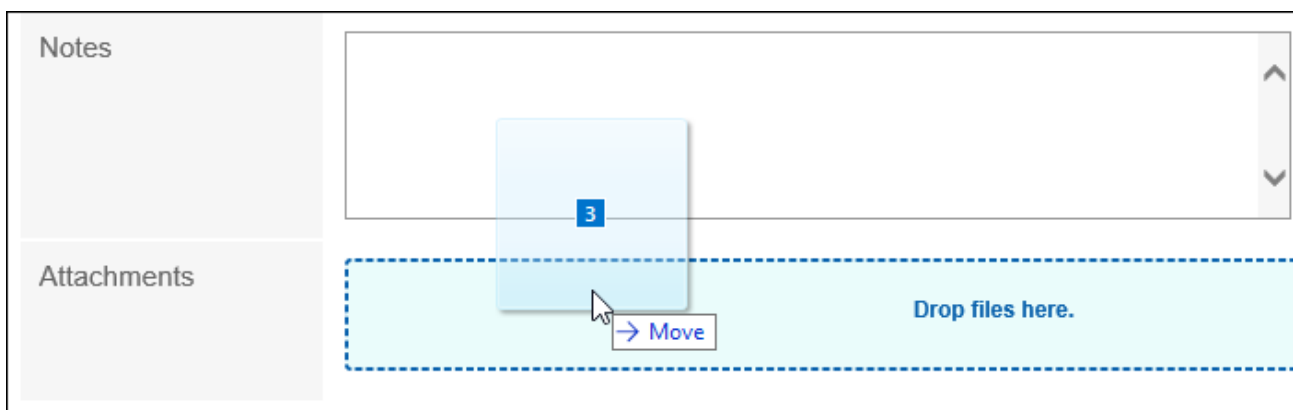 Notes
3
Attachments
Drop files here.
→ Move